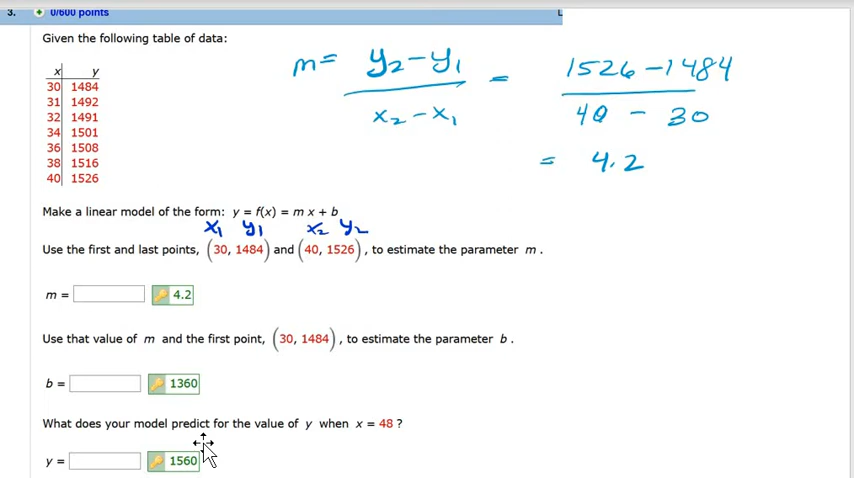 3. 0/600 points
Given the following table of data:
m = y₂ - y₁ / x₂ - x₁ = 1526 - 1484 / 40 - 30
= 4.2
x y
30 1484
31 1492
32 1491
34 1501
36 1508
38 1516
40 1526
Make a linear model of the form: y = f(x) = m x + b
x₁ y₁ x₂ y₂
Use the first and last points, (30, 1484) and (40, 1526), to estimate the parameter m.
m = 4.2
Use that value of m and the first point, (30, 1484), to estimate the parameter b.
b = 1360
What does your model predict for the value of y when x = 48 ?
y = 1560